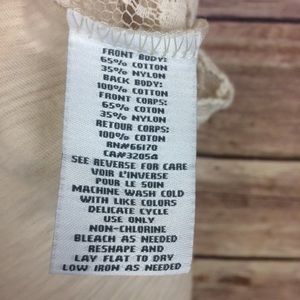 FRONT BODY:
65% COTTON
35% NYLON
BACK BODY:
100% COTTON
FRONT CORPS:
65% COTON
35% NYLON
RETOUR CORPS:
100% COTON
RN#66170
CA#32054
SEE REVERSE FOR CARE
VOIR L'INVERSE
POUR LE SOIN
MACHINE WASH COLD
WITH LIKE COLORS
DELICATE CYCLE
USE ONLY
NON-CHLORINE
BLEACH AS NEEDED
RESHAPE AND
LAY FLAT TO DRY
LOW IRON AS NEEDED